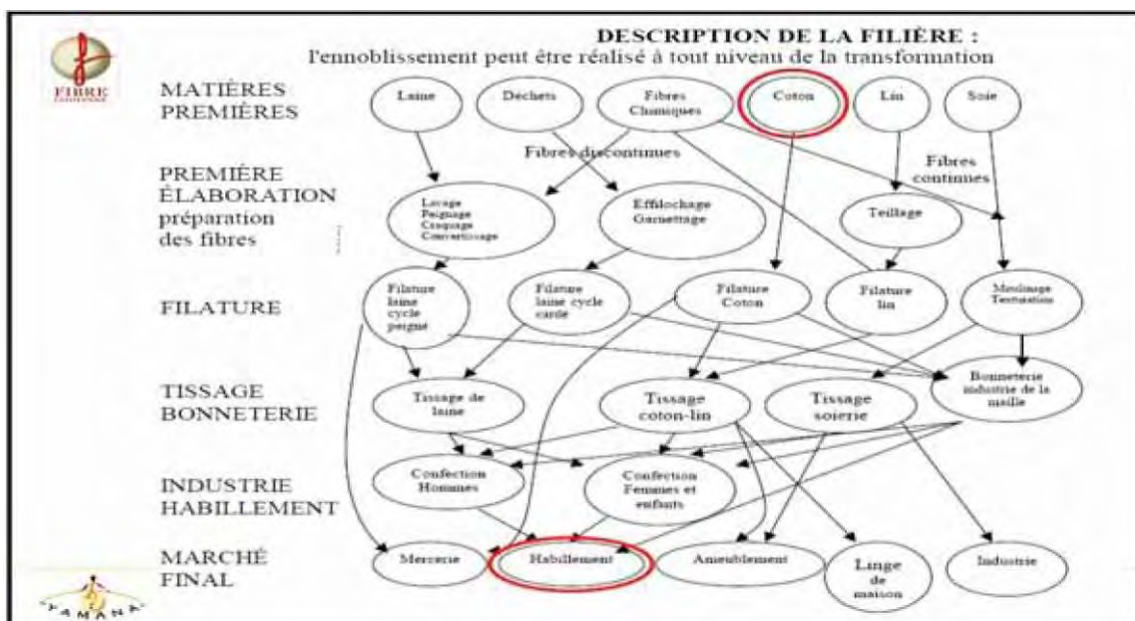 DESCRIPTION DE LA FILIÈRE :
l'ennoblissement peut être réalisé à tout niveau de la transformation
FIBRE
MATIÈRES
PREMIÈRES
Laine
Déchets
Fibres
Chimiques
Coton
Lin
Soie
Fibres discontinues
Fibres
continues
PREMIÈRE
ÉLABORATION
préparation
des fibres
Lavage
Peignage
Craquage
Convertissage
Effilochage
Garnettage
Teillage
FILATURE
Filature
laine
cycle
peigné
Filature
laine cycle
cardé
Filature
Coton
Filature
lin
Moulinage
Texturation
TISSAGE
BONNETERIE
Tissage de
laine
Tissage
coton-lin
Tissage
soierie
Bonneterie
industrie de la
maille
INDUSTRIE
HABILLEMENT
Confection
Hommes
Confection
Femmes et
enfants
MARCHÉ
FINAL
Mercerie
Habillement
Ameublement
Linge
de
maison
Industrie
YAMANA